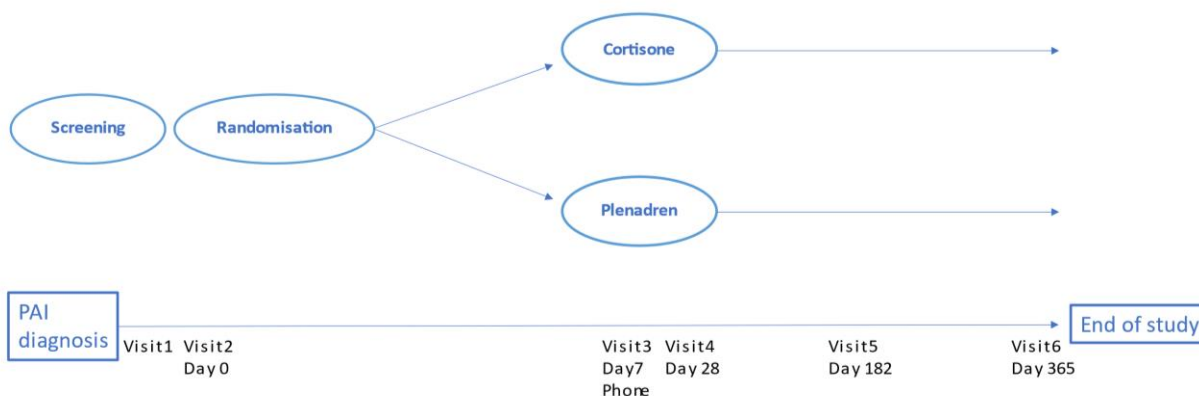 Cortisone
Screening
Randomisation
Plenadren
PAI
diagnosis
End of study
Visit1
Visit2
Day 0
Visit3
Day7
Phone
Visit4
Day 28
Visit5
Day 182
Visit6
Day 365